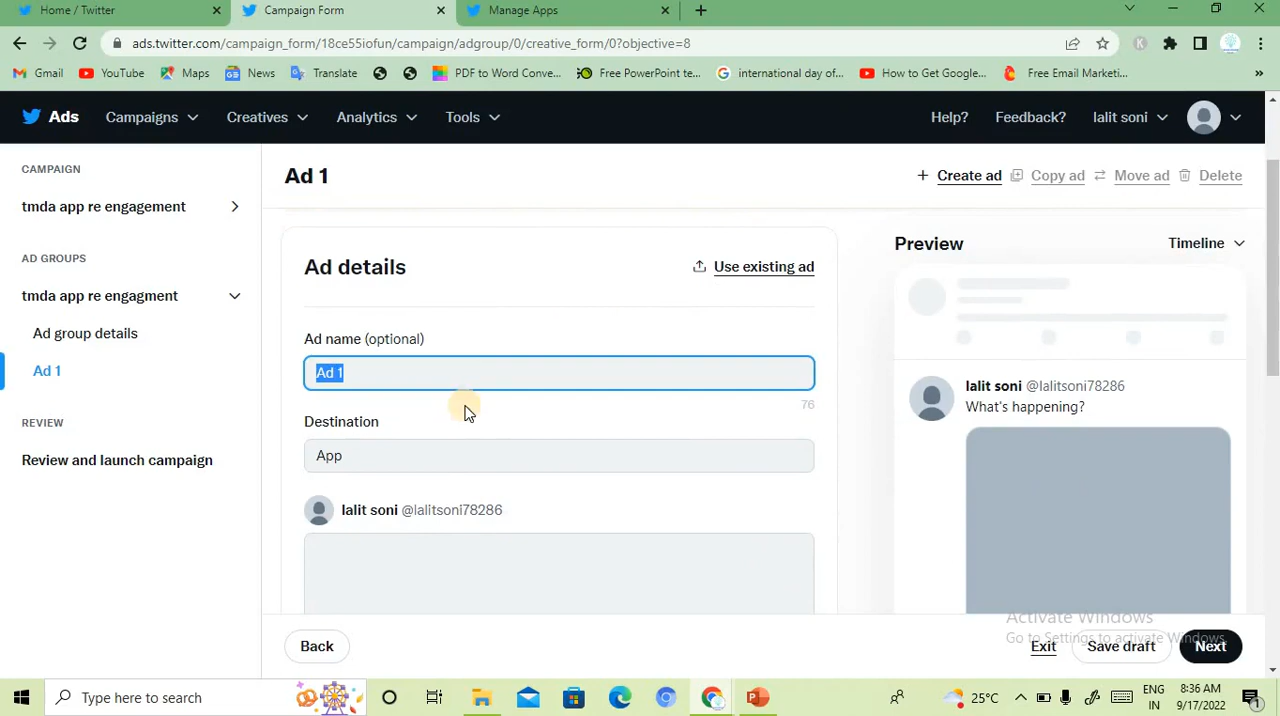 Home / Twitter
Campaign Form
Manage Apps
ads.twitter.com/campaign_form/18ce55iofun/campaign/adgroup/0/creative_form/0?objective=8
Gmail
YouTube
Maps
News
Translate
PDF to Word Conve...
Free PowerPoint te...
international day of...
How to Get Google...
Free Email Marketi...
Ads
Campaigns
Creatives
Analytics
Tools
Help?
Feedback?
lalit soni
CAMPAIGN
tmda app re engagement
AD GROUPS
tmda app re engagment
Ad group details
Ad 1
REVIEW
Review and launch campaign
Ad 1
+ Create ad
Copy ad
Move ad
Delete
Ad details
Use existing ad
Ad name (optional)
Ad 1
76
Destination
App
lalit soni @lalitsoni78286
Preview
Timeline
lalit soni @lalitsoni78286
What's happening?
Activate Windows
Go to Settings to activate Windows.
Back
Exit
Save draft
Next
Type here to search
25°C
ENG
IN
8:36 AM
9/17/2022
1